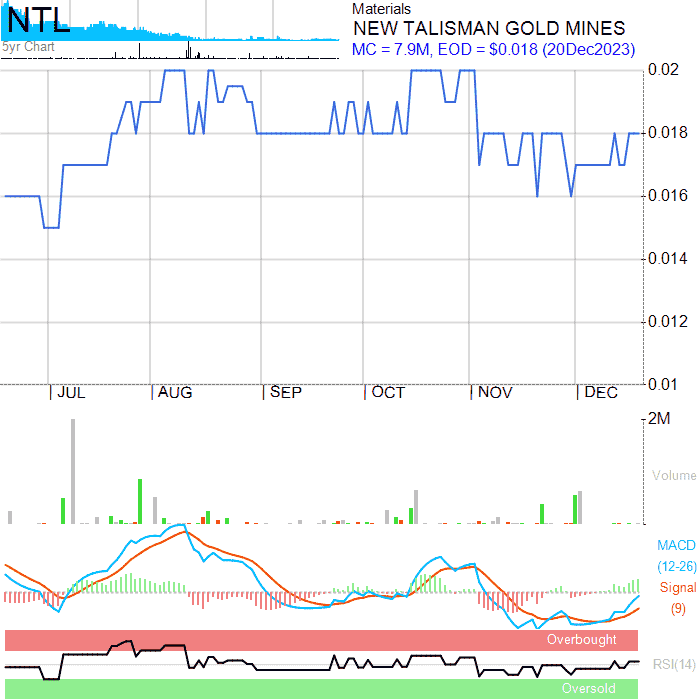 NTL
5yr Chart
Materials
NEW TALISMAN GOLD MINES
MC = 7.9M, EOD = $0.018 (20Dec2023)
0.02
0.018
0.016
0.014
0.012
0.01
JUL AUG SEP OCT NOV DEC
2M
Volume
MACD
(12-26)
Signal
(9)
Overbought
RSI(14)
Oversold